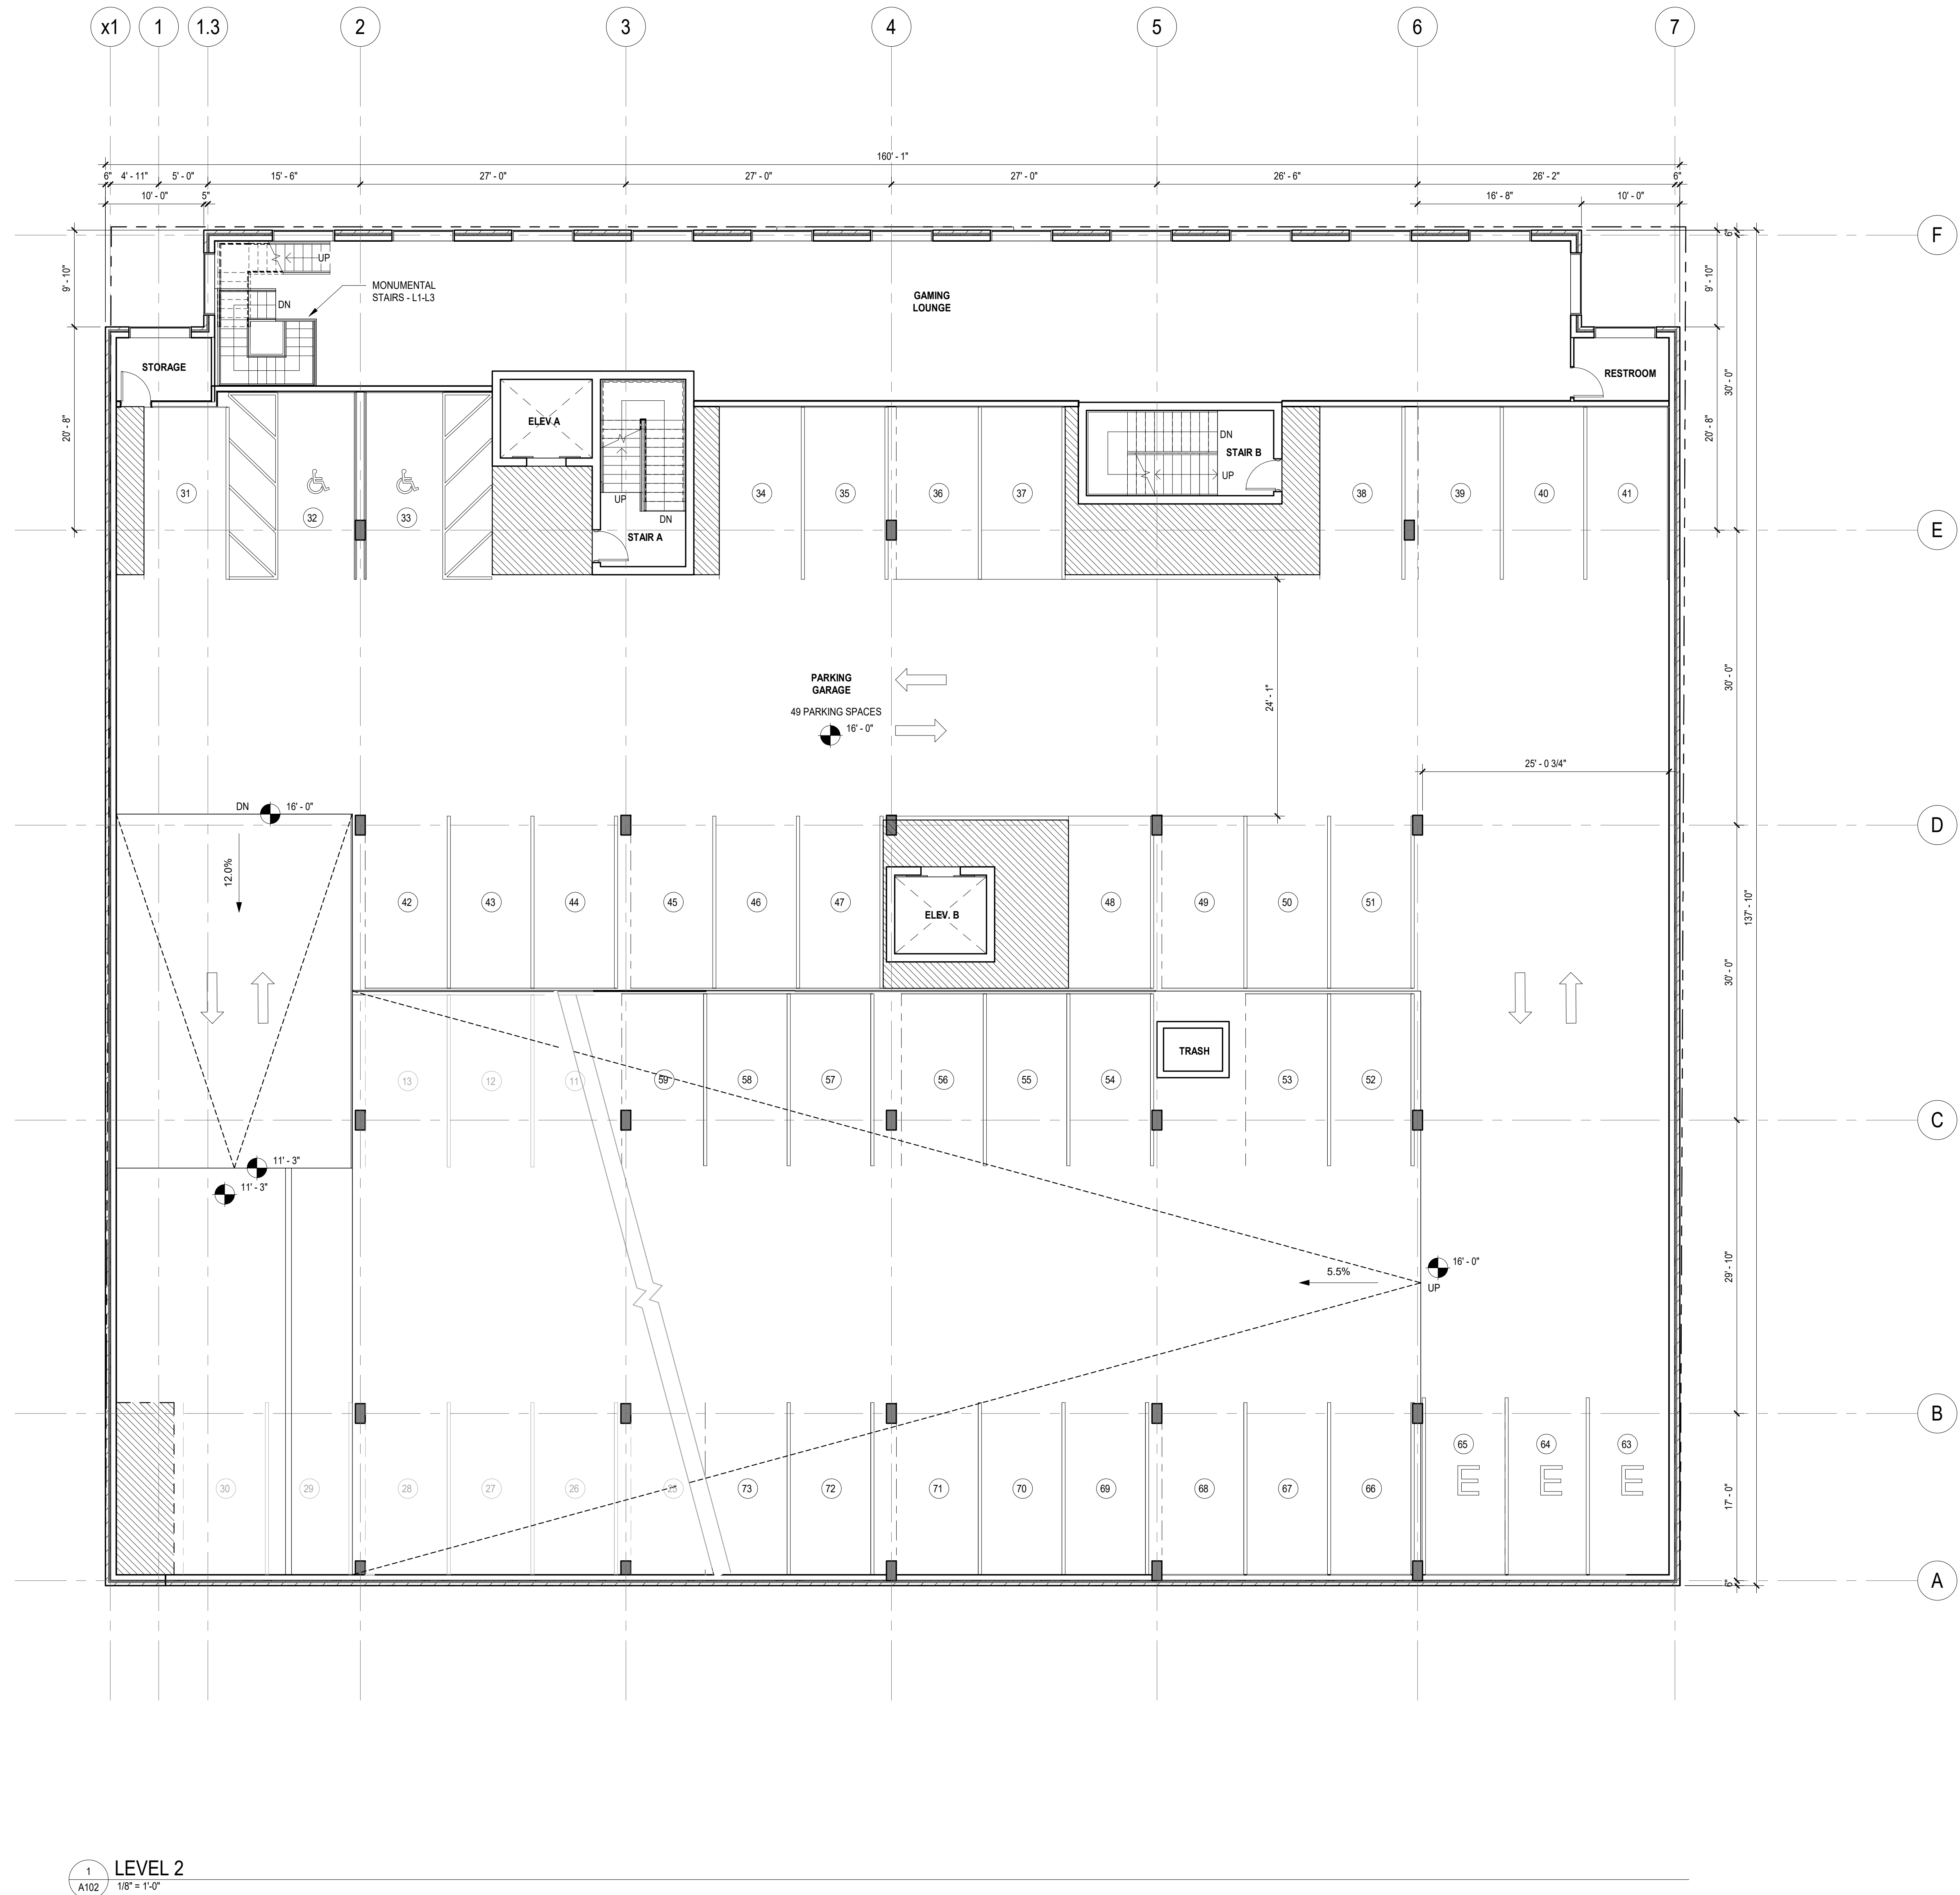 x1 1 1.3 2 3 4 5 6 7
160' - 1"
6" 4' - 11" 5' - 0" 15' - 6" 27' - 0" 27' - 0" 27' - 0" 26' - 6" 26' - 2" 6"
10' - 0" 5" 16' - 8" 10' - 0"
F
6"
UP
9' - 10"
9' - 10"
MONUMENTAL
STAIRS - L1-L3
DN
GAMING
LOUNGE
STORAGE
RESTROOM
30' - 0"
20' - 8"
20' - 8"
ELEV A
DN
STAIR B
UP
31 32 33 34 35 36 37 38 39 40 41
UP
DN
STAIR A
E
PARKING
GARAGE
49 PARKING SPACES
16' - 0"
24' - 1"
30' - 0"
25' - 0 3/4"
DN 16' - 0"
D
12.0%
42 43 44 45 46 47 48 49 50 51
ELEV. B
137' - 10"
30' - 0"
TRASH
13 12 11 59 58 57 56 55 54 53 52
C
11' - 3"
11' - 3"
16' - 0"
5.5%
UP
29' - 10"
B
65 64 63
E E E
30 29 28 27 26 73 72 71 70 69 68 67 66
17' - 0"
6"
A
1
A102
LEVEL 2
1/8" = 1'-0"